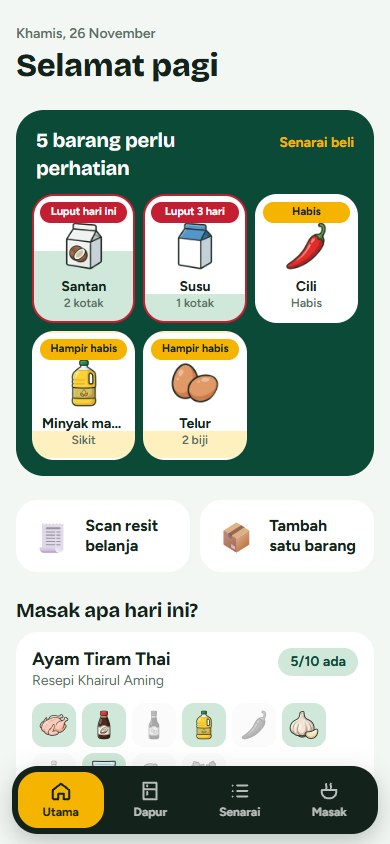 Khamis, 26 November
Selamat pagi
5 barang perlu
perhatian
Senarai beli
Luput hari ini
Luput 3 hari
Habis
Santan
Susu
Cili
2 kotak
1 kotak
Habis
Hampir habis
Hampir habis
Minyak ma...
Telur
Sikit
2 biji
Scan resit
belanja
Tambah
satu barang
Masak apa hari ini?
Ayam Tiram Thai
5/10 ada
Resepi Khairul Aming
Utama
Dapur
Senarai
Masak